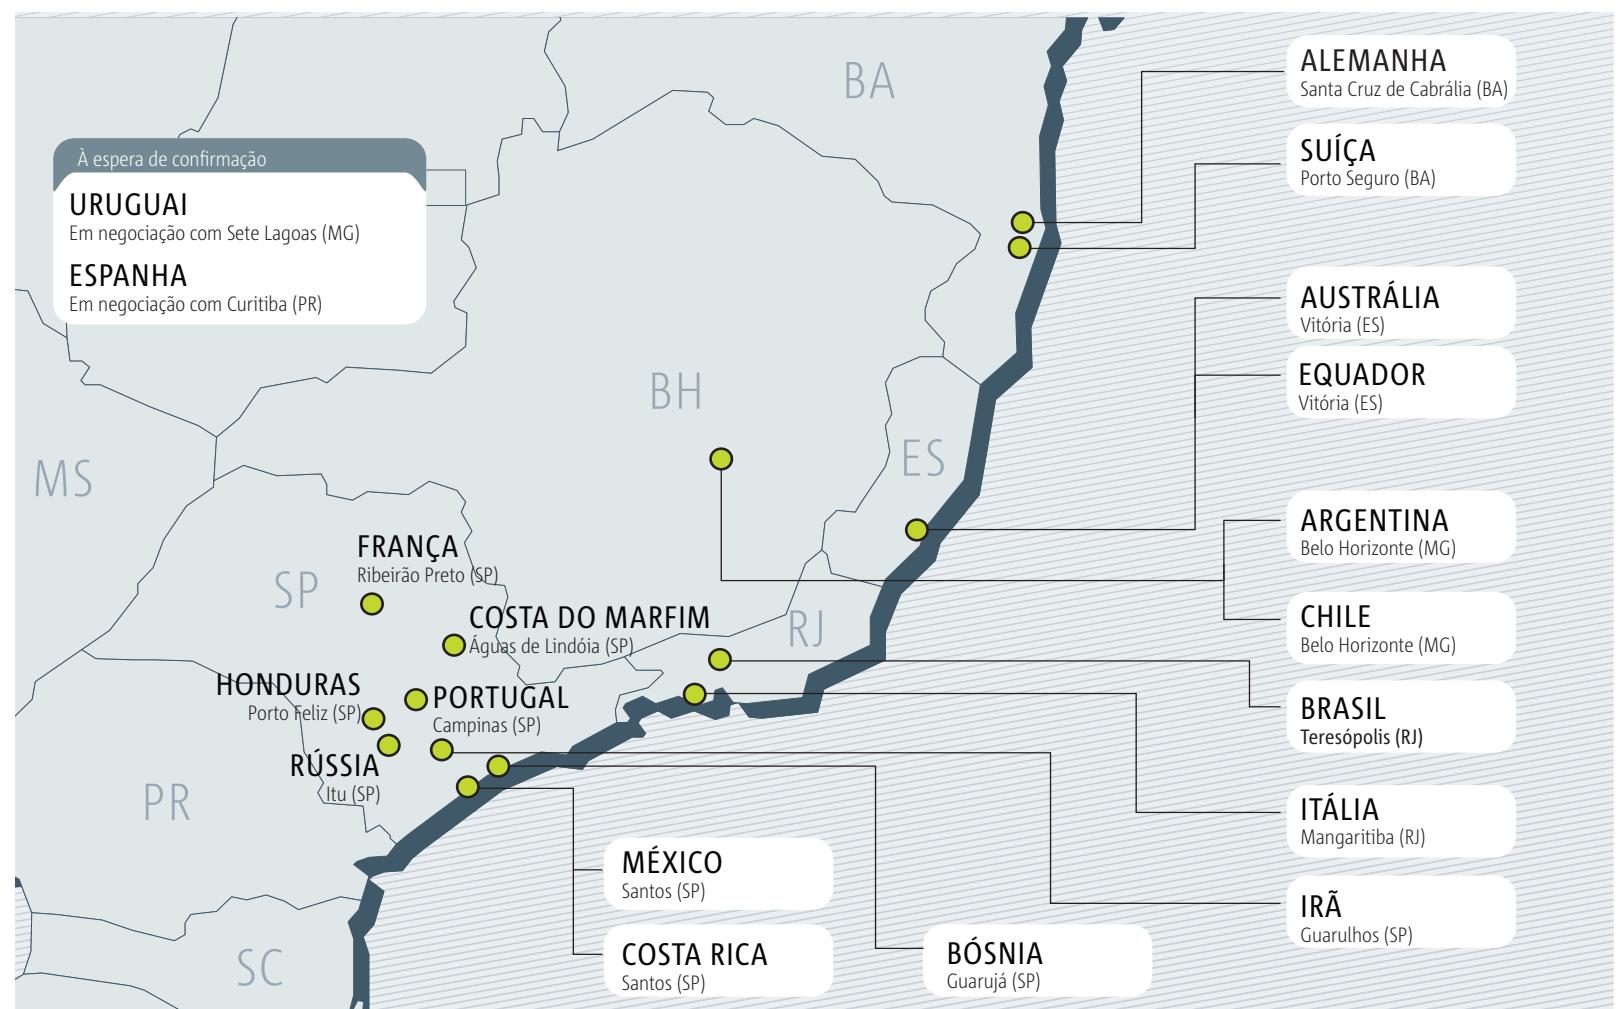 BA
ALEMANHA
Santa Cruz de Cabrália (BA)
SUÍÇA
Porto Seguro (BA)
À espera de confirmação
URUGUAI
Em negociação com Sete Lagoas (MG)
ESPANHA
Em negociação com Curitiba (PR)
AUSTRÁLIA
Vitória (ES)
EQUADOR
Vitória (ES)
BH
ES
MS
ARGENTINA
Belo Horizonte (MG)
FRANÇA
Ribeirão Preto (SP)
SP
COSTA DO MARFIM
Águas de Lindóia (SP)
RJ
CHILE
Belo Horizonte (MG)
HONDURAS
Porto Feliz (SP)
PORTUGAL
Campinas (SP)
BRASIL
Teresópolis (RJ)
RÚSSIA
Itu (SP)
PR
ITÁLIA
Mangaritiba (RJ)
MÉXICO
Santos (SP)
IRÃ
Guarulhos (SP)
COSTA RICA
Santos (SP)
BÓSNIA
Guarujá (SP)
SC